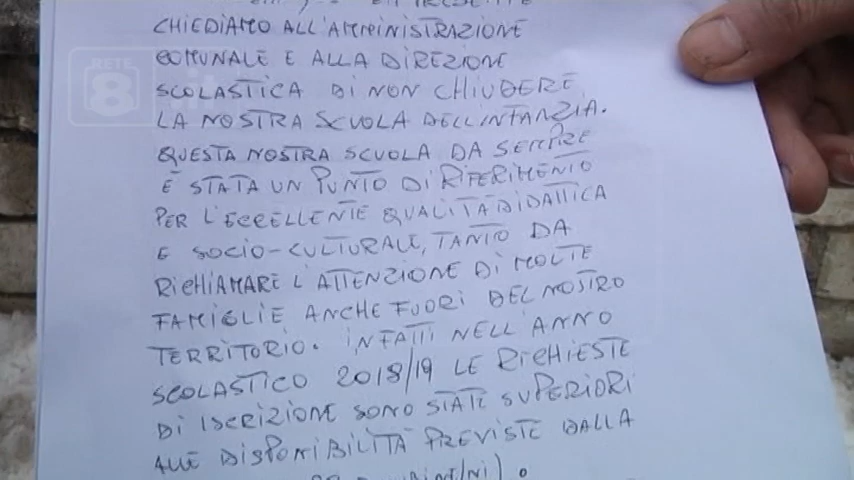 CHIEDIAMO ALL'AMMINISTRAZIONE
COMUNALE E ALLA DIREZIONE
SCOLASTICA DI NON CHIUDERE
LA NOSTRA SCUOLA DELL'INFANZIA.
QUESTA NOSTRA SCUOLA DA SEMPRE
È STATA UN PUNTO DI RIFERIMENTO
PER L'ECCELLENTE QUALITÀ DIDATTICA
E SOCIO-CULTURALE, TANTO DA
RICHIAMARE L'ATTENZIONE DI MOLTE
FAMIGLIE ANCHE FUORI DEL NOSTRO
TERRITORIO. INFATTI NELL'ANNO
SCOLASTICO 2018/19 LE RICHIESTE
DI ISCRIZIONE SONO STATE SUPERIORI
ALLE DISPONIBILITÀ PREVISTE DALLA
RETE
8
.it